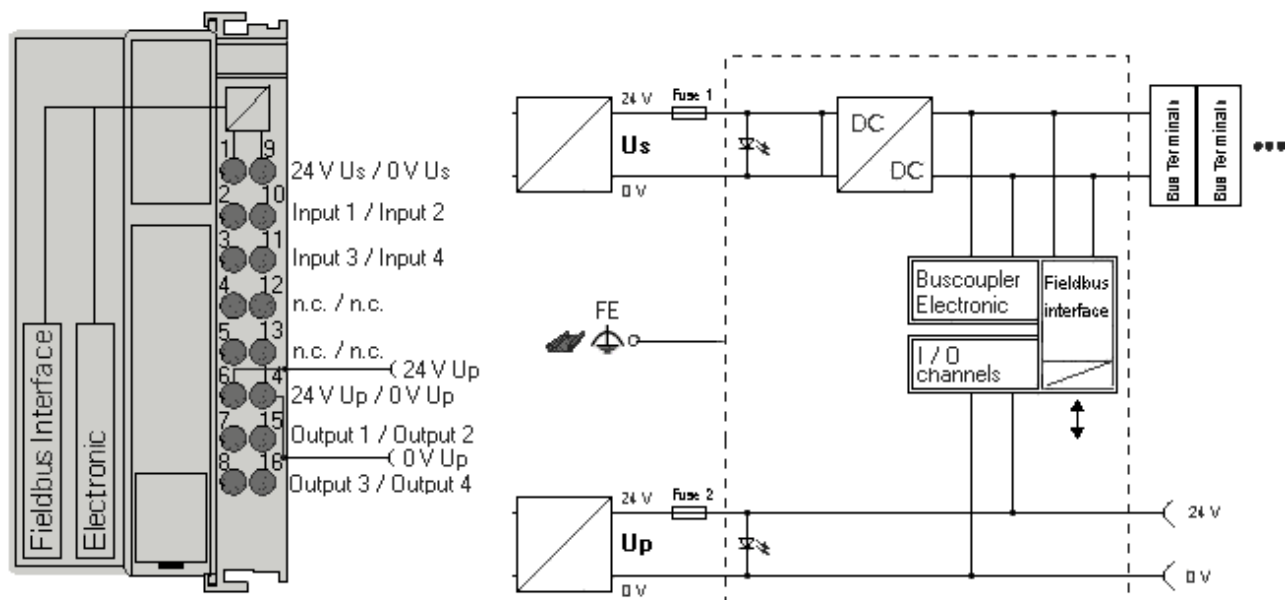 Fieldbus Interface
Electronic
1 9
24 V Us / 0 V Us
2 10
Input 1 / Input 2
3 11
Input 3 / Input 4
4 12
n.c. / n.c.
5 13
n.c. / n.c.
24 V Up
6 14
24 V Up / 0 V Up
7 15
Output 1 / Output 2
0 V Up
8 16
Output 3 / Output 4
24 V
Fuse 1
Us
0 V
DC
DC
Bus Terminals
Bus Terminals
...
Buscoupler
Electronic
Fieldbus
interface
I / O
channels
FE
24 V
Fuse 2
Up
0 V
24 V
0 V